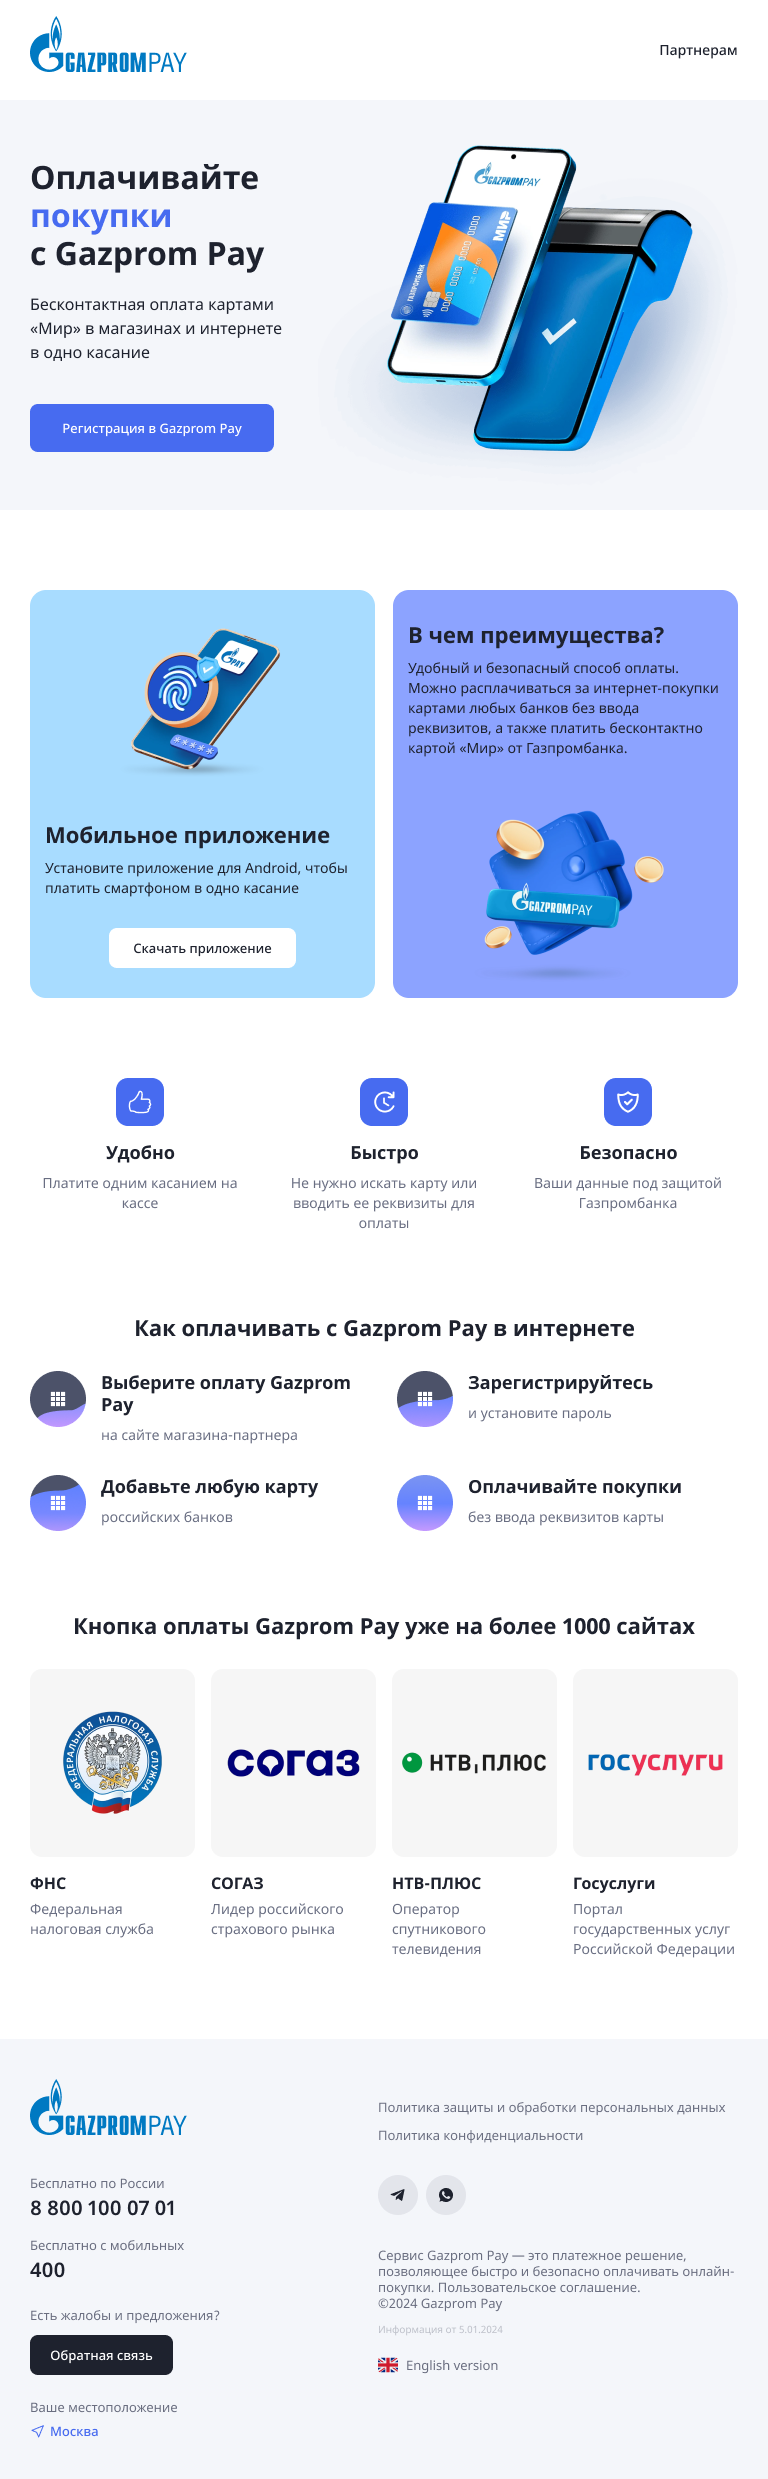 GAZPROMPAY
Партнерам
Оплачивайте
покупки
с Gazprom Pay
Бесконтактная оплата картами
«Мир» в магазинах и интернете
в одно касание
Регистрация в Gazprom Pay
GAZPROMPAY
МИР
ГАЗПРОМБАНК
0000 0000 0000 0000
PAY
Мобильное приложение
Установите приложение для Android, чтобы
платить смартфоном в одно касание
Скачать приложение
В чем преимущества?
Удобный и безопасный способ оплаты.
Можно расплачиваться за интернет-покупки
картами любых банков без ввода
реквизитов, а также платить бесконтактно
картой «Мир» от Газпромбанка.
GAZPROMPAY
Удобно
Платите одним касанием на
кассе
Быстро
Не нужно искать карту или
вводить ее реквизиты для
оплаты
Безопасно
Ваши данные под защитой
Газпромбанка
Как оплачивать с Gazprom Pay в интернете
Выберите оплату Gazprom
Pay
на сайте магазина-партнера
Зарегистрируйтесь
и установите пароль
Добавьте любую карту
российских банков
Оплачивайте покупки
без ввода реквизитов карты
Кнопка оплаты Gazprom Pay уже на более 1000 сайтах
ФЕДЕРАЛЬНАЯ НАЛОГОВАЯ СЛУЖБА
согаз
НТВ ПЛЮС
госуслуги
ФНС
Федеральная
налоговая служба
СОГАЗ
Лидер российского
страхового рынка
НТВ-ПЛЮС
Оператор
спутникового
телевидения
Госуслуги
Портал
государственных услуг
Российской Федерации
GAZPROMPAY
Бесплатно по России
8 800 100 07 01
Бесплатно с мобильных
400
Есть жалобы и предложения?
Обратная связь
Ваше местоположение
Москва
Политика защиты и обработки персональных данных
Политика конфиденциальности
Сервис Gazprom Pay — это платежное решение,
позволяющее быстро и безопасно оплачивать онлайн-
покупки. Пользовательское соглашение.
©2024 Gazprom Pay
Информация от 5.01.2024
English version